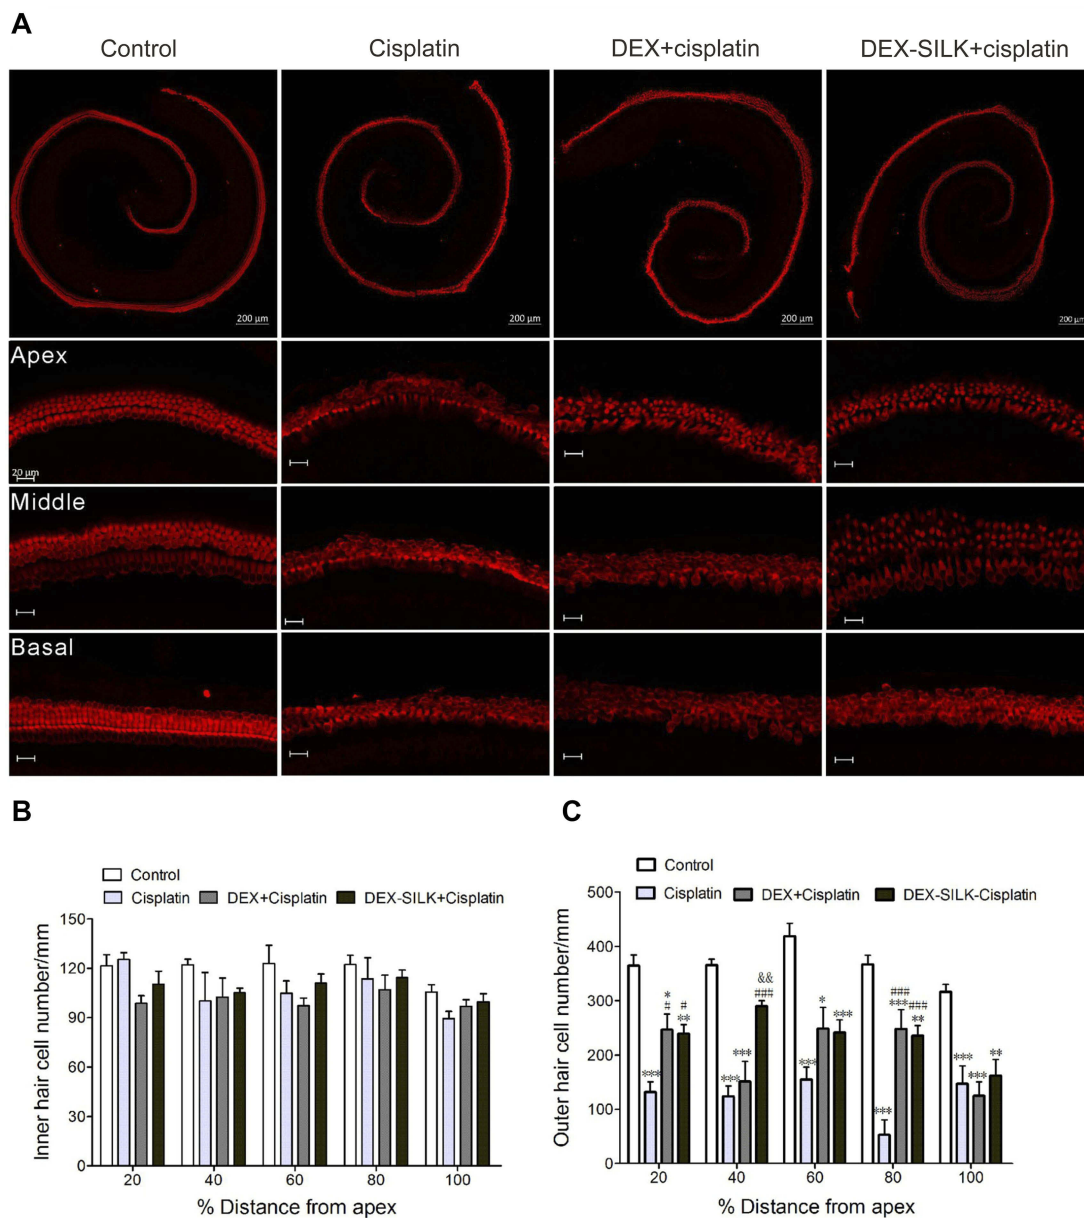 A
Control Cisplatin DEX+cisplatin DEX-SILK+cisplatin
200 µm 200 µm 200 µm 200 µm
Apex
20 µm
Middle
Basal
B
Control
Cisplatin DEX+Cisplatin DEX-SILK+Cisplatin
Inner hair cell number/mm
150
120
90
60
30
0
20 40 60 80 100
% Distance from apex
C
Control
Cisplatin DEX+Cisplatin DEX-SILK-Cisplatin
Outer hair cell number/mm
500
400
300
200
100
0
*** * # # **
*** *** && ###
*** * ***
*** ### *** ### **
*** *** **
20 40 60 80 100
% Distance from apex